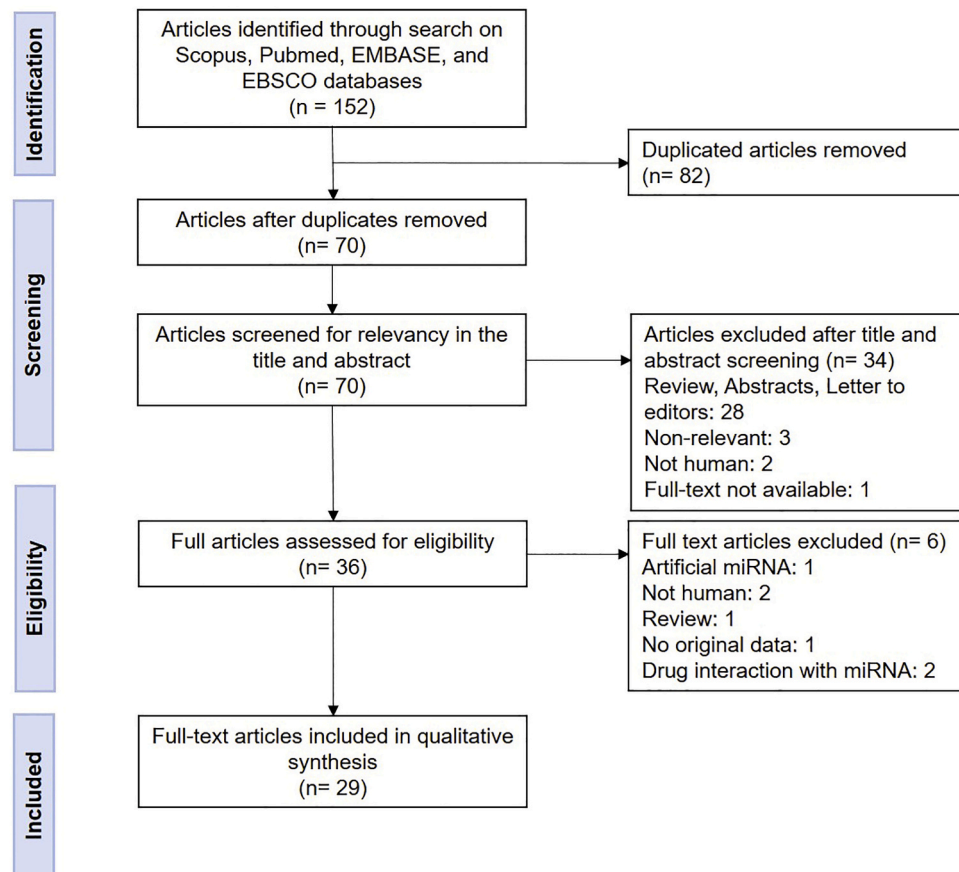 Identification
Articles identified through search on
Scopus, Pubmed, EMBASE, and
EBSCO databases
(n = 152)
Duplicated articles removed
(n= 82)
Screening
Articles after duplicates removed
(n= 70)
Articles screened for relevancy in the
title and abstract
(n= 70)
Articles excluded after title and
abstract screening (n= 34)
Review, Abstracts, Letter to
editors: 28
Non-relevant: 3
Not human: 2
Full-text not available: 1
Eligibility
Full articles assessed for eligibility
(n= 36)
Full text articles excluded (n= 6)
Artificial miRNA: 1
Not human: 2
Review: 1
No original data: 1
Drug interaction with miRNA: 2
Included
Full-text articles included in qualitative
synthesis
(n= 29)